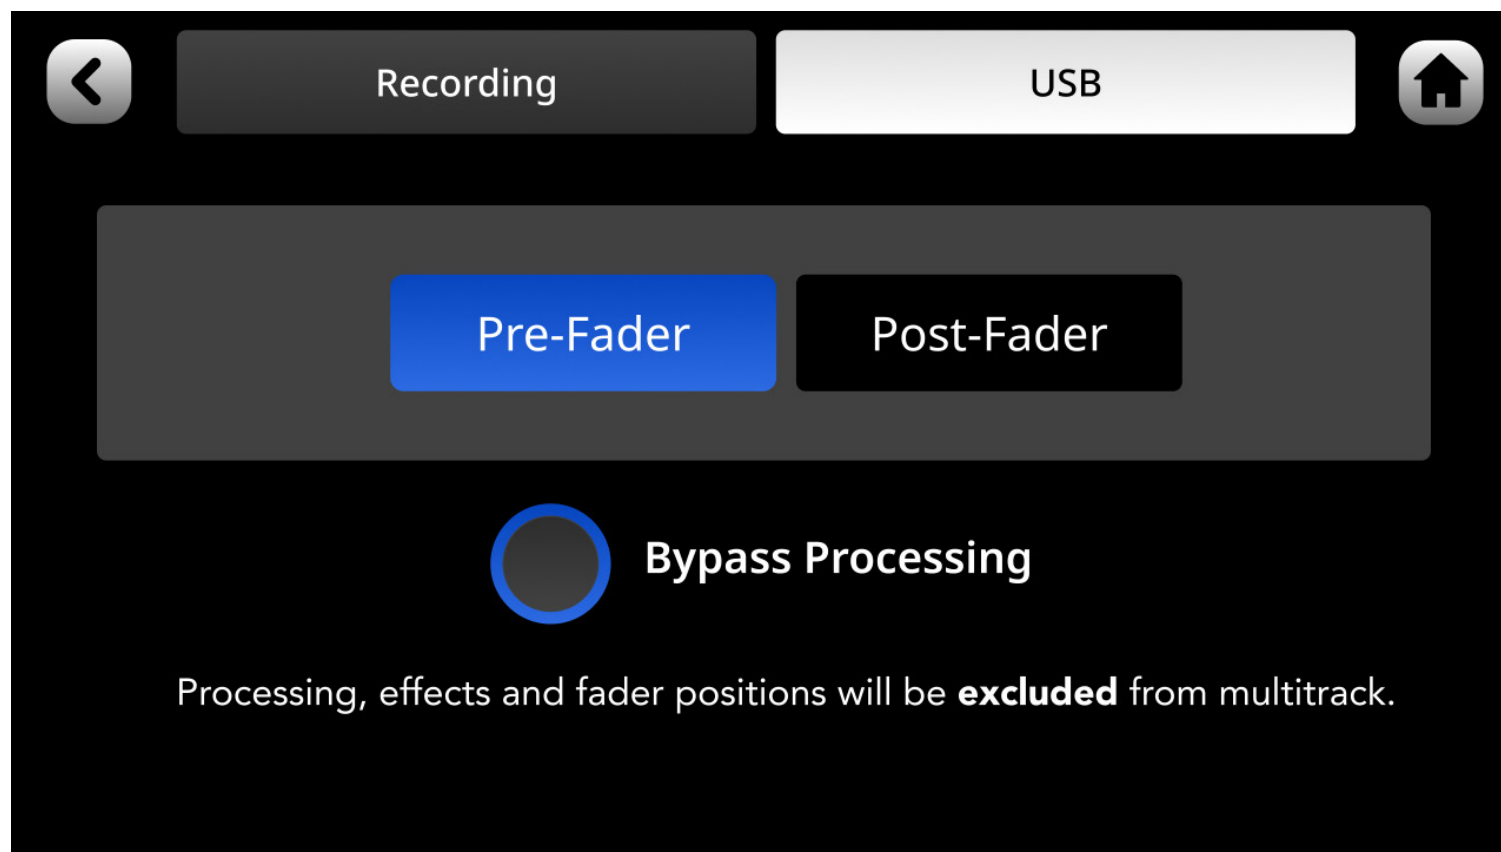 Recording
USB
Pre-Fader
Post-Fader
Bypass Processing
Processing, effects and fader positions will be excluded from multitrack.